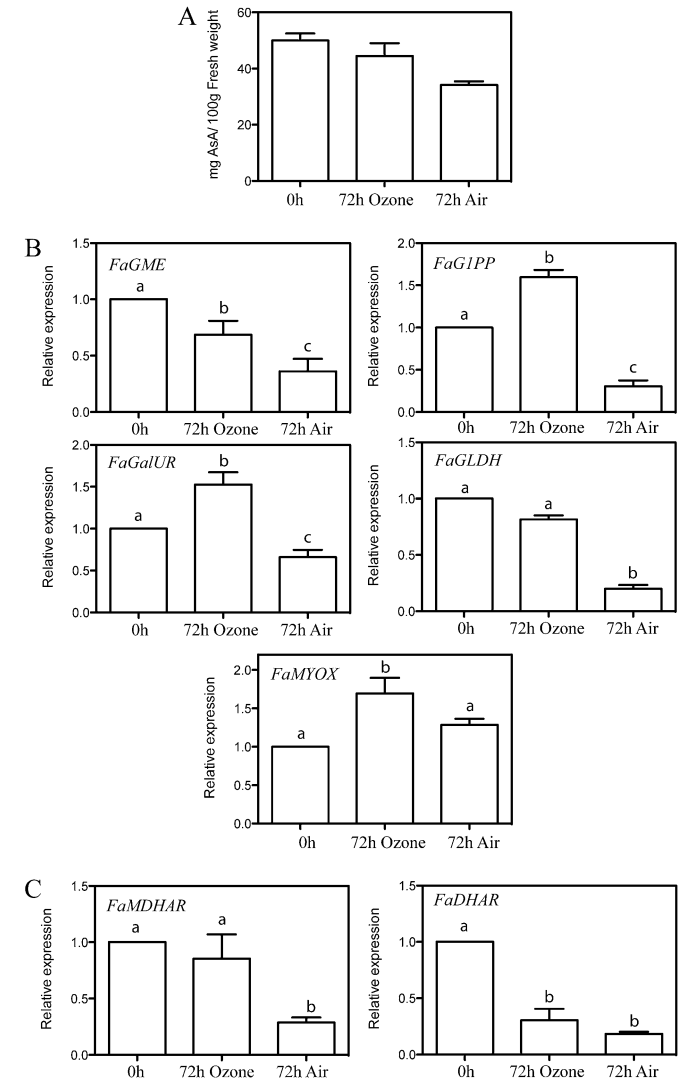 A
mg AsA/100g Fresh weight
60
40
20
0
0h 72h Ozone 72h Air
B
FaGME
Relative expression
1.5
1.0
0.5
0.0
a b c
0h 72h Ozone 72h Air
FaG1PP
Relative expression
2.0
1.5
1.0
0.5
0.0
a b c
0h 72h Ozone 72h Air
FaGalUR
Relative expression
2.0
1.5
1.0
0.5
0.0
a b c
0h 72h Ozone 72h Air
FaGLDH
Relative expression
1.5
1.0
0.5
0.0
a a b
0h 72h Ozone 72h Air
FaMYOX
Relative expression
2.0
1.5
1.0
0.5
0.0
a b a
0h 72h Ozone 72h Air
C
FaMDHAR
Relative expression
1.5
1.0
0.5
0.0
a a b
0h 72h Ozone 72h Air
FaDHAR
Relative expression
1.5
1.0
0.5
0.0
a b b
0h 72h Ozone 72h Air